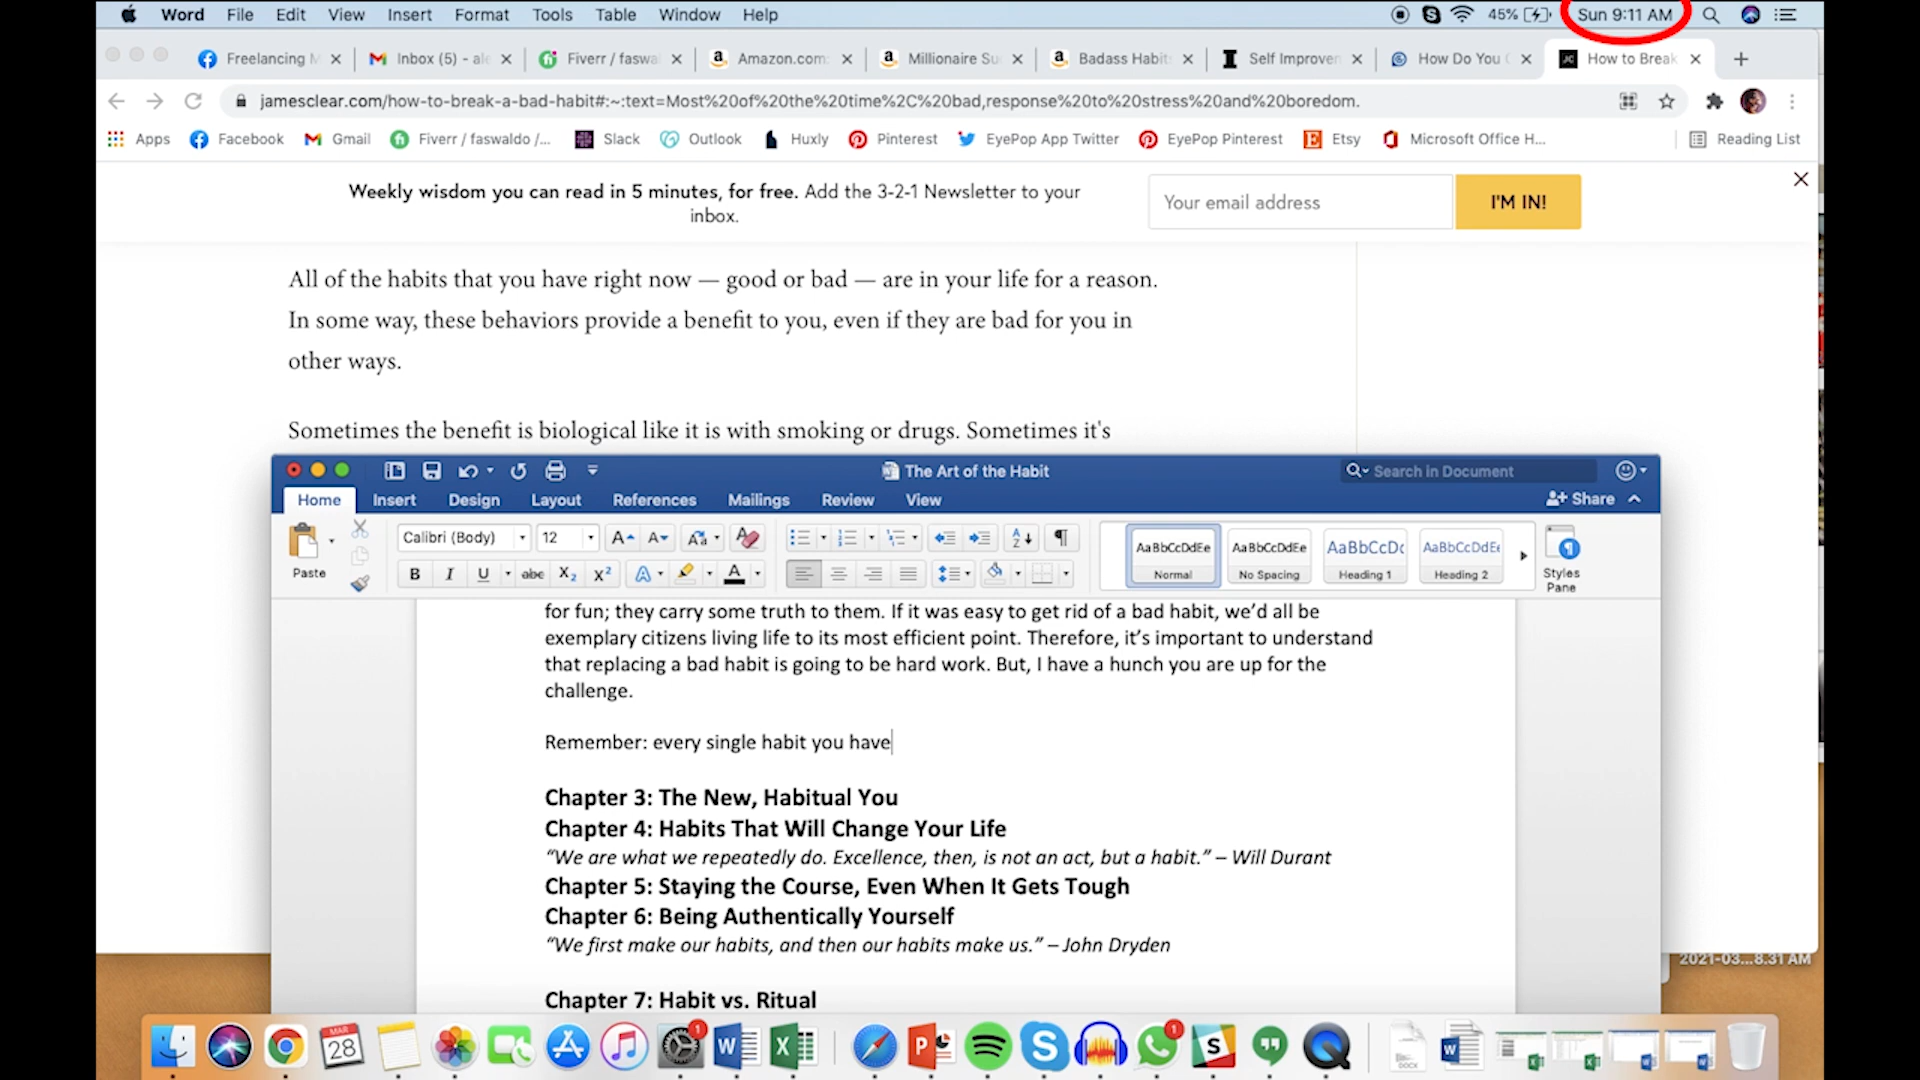 Word File Edit View Insert Format Tools Table Window Help 45% Sun 9:11 AM
Freelancing M Inbox (5) - ale Fiverr / faswa Amazon.com: Millionaire Su Badass Habit Self Improver How Do You C How to Break
jamesclear.com/how-to-break-a-bad-habit#:~:text=Most%20of%20the%20time%2C%20bad,response%20to%20stress%20and%20boredom.
Apps Facebook Gmail Fiverr / faswaldo /... Slack Outlook Huxly Pinterest EyePop App Twitter EyePop Pinterest Etsy Microsoft Office H... Reading List
Weekly wisdom you can read in 5 minutes, for free. Add the 3-2-1 Newsletter to your
inbox.
Your email address I'M IN!
All of the habits that you have right now — good or bad — are in your life for a reason.
In some way, these behaviors provide a benefit to you, even if they are bad for you in
other ways.
Sometimes the benefit is biological like it is with smoking or drugs. Sometimes it's
The Art of the Habit Search in Document
Home Insert Design Layout References Mailings Review View Share
Paste Calibri (Body) 12
AaBbCcDdEe AaBbCcDdEe AaBbCcDc AaBbCcDdEe
Normal No Spacing Heading 1 Heading 2 Styles
Pane
for fun; they carry some truth to them. If it was easy to get rid of a bad habit, we’d all be
exemplary citizens living life to its most efficient point. Therefore, it’s important to understand
that replacing a bad habit is going to be hard work. But, I have a hunch you are up for the
challenge.
Remember: every single habit you have
Chapter 3: The New, Habitual You
Chapter 4: Habits That Will Change Your Life
“We are what we repeatedly do. Excellence, then, is not an act, but a habit.” – Will Durant
Chapter 5: Staying the Course, Even When It Gets Tough
Chapter 6: Being Authentically Yourself
“We first make our habits, and then our habits make us.” – John Dryden
2021-03...8.31 AM
Chapter 7: Habit vs. Ritual
MAR
28
DOCX